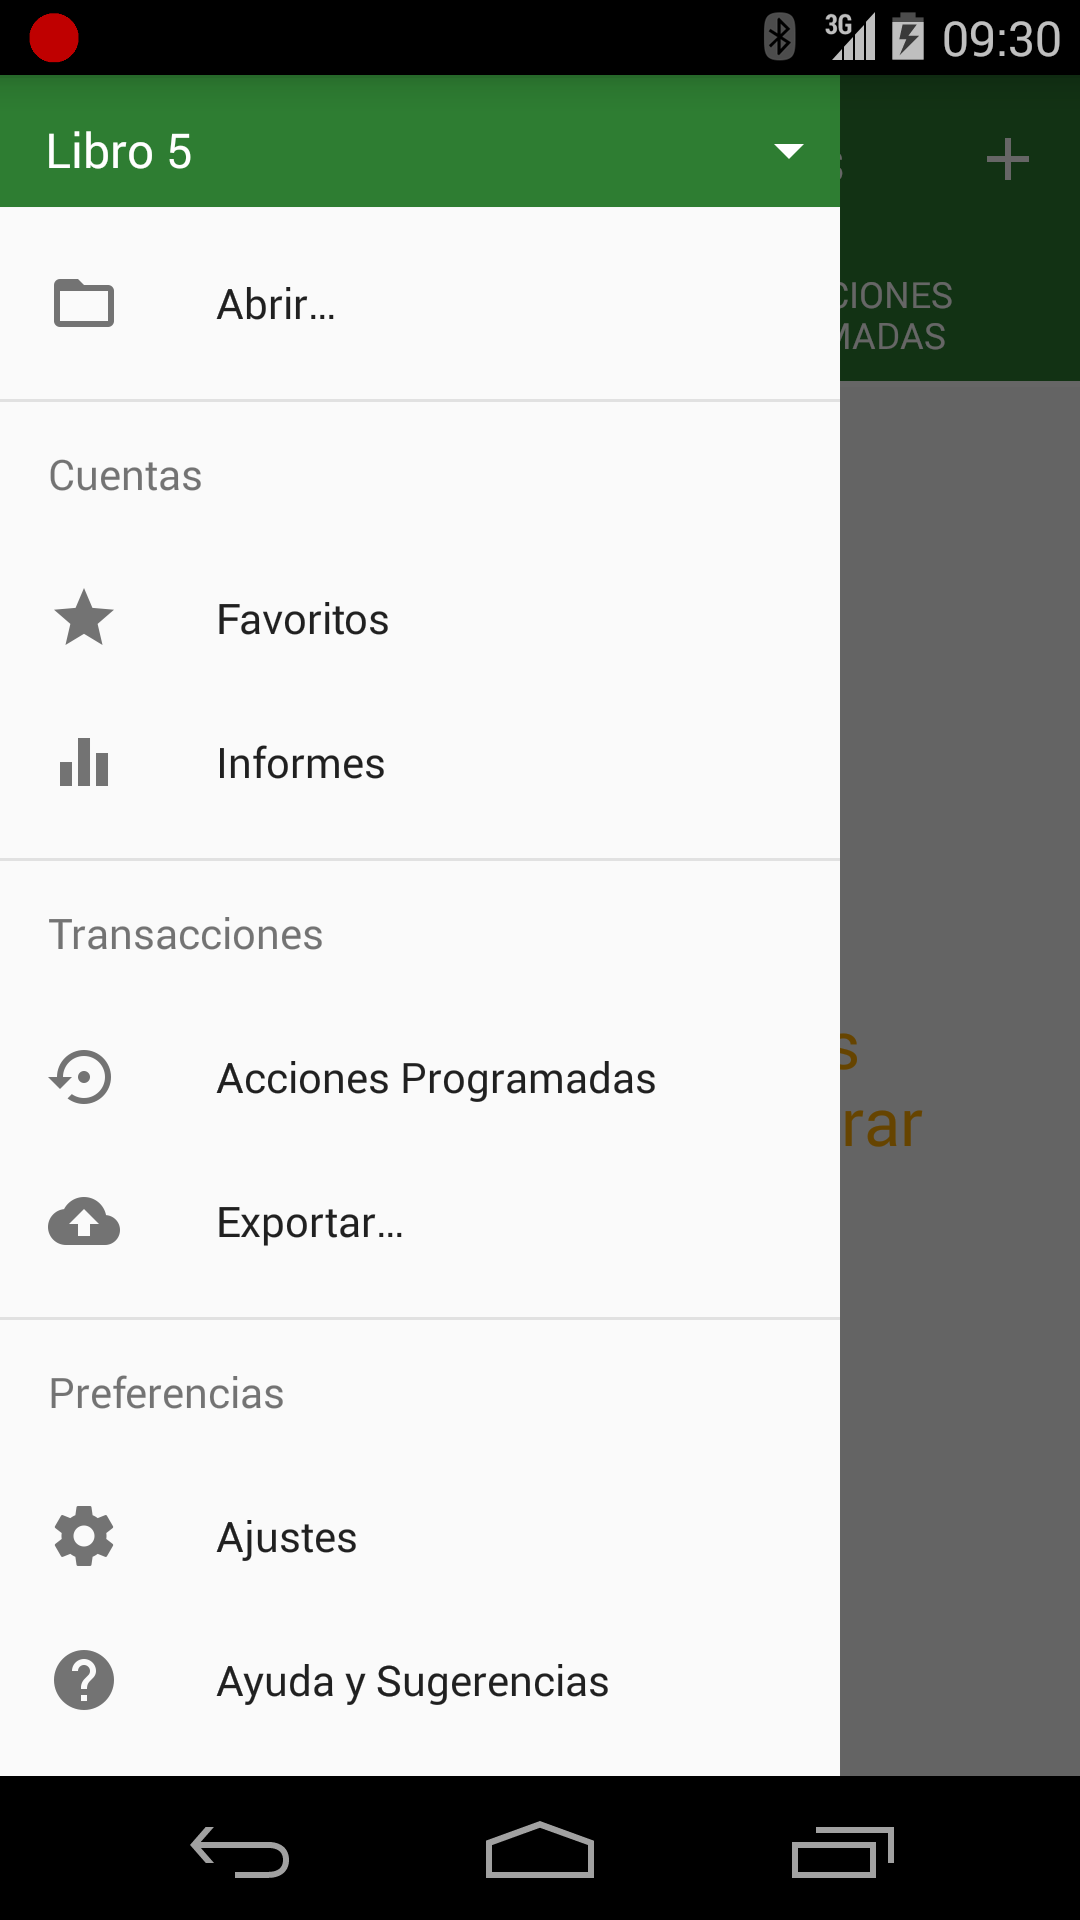 3G 09:30
Libro 5
Abrir...
CIONES
MADAS
Cuentas
Favoritos
Informes
Transacciones
s
Acciones Programadas
rar
Exportar...
Preferencias
Ajustes
Ayuda y Sugerencias